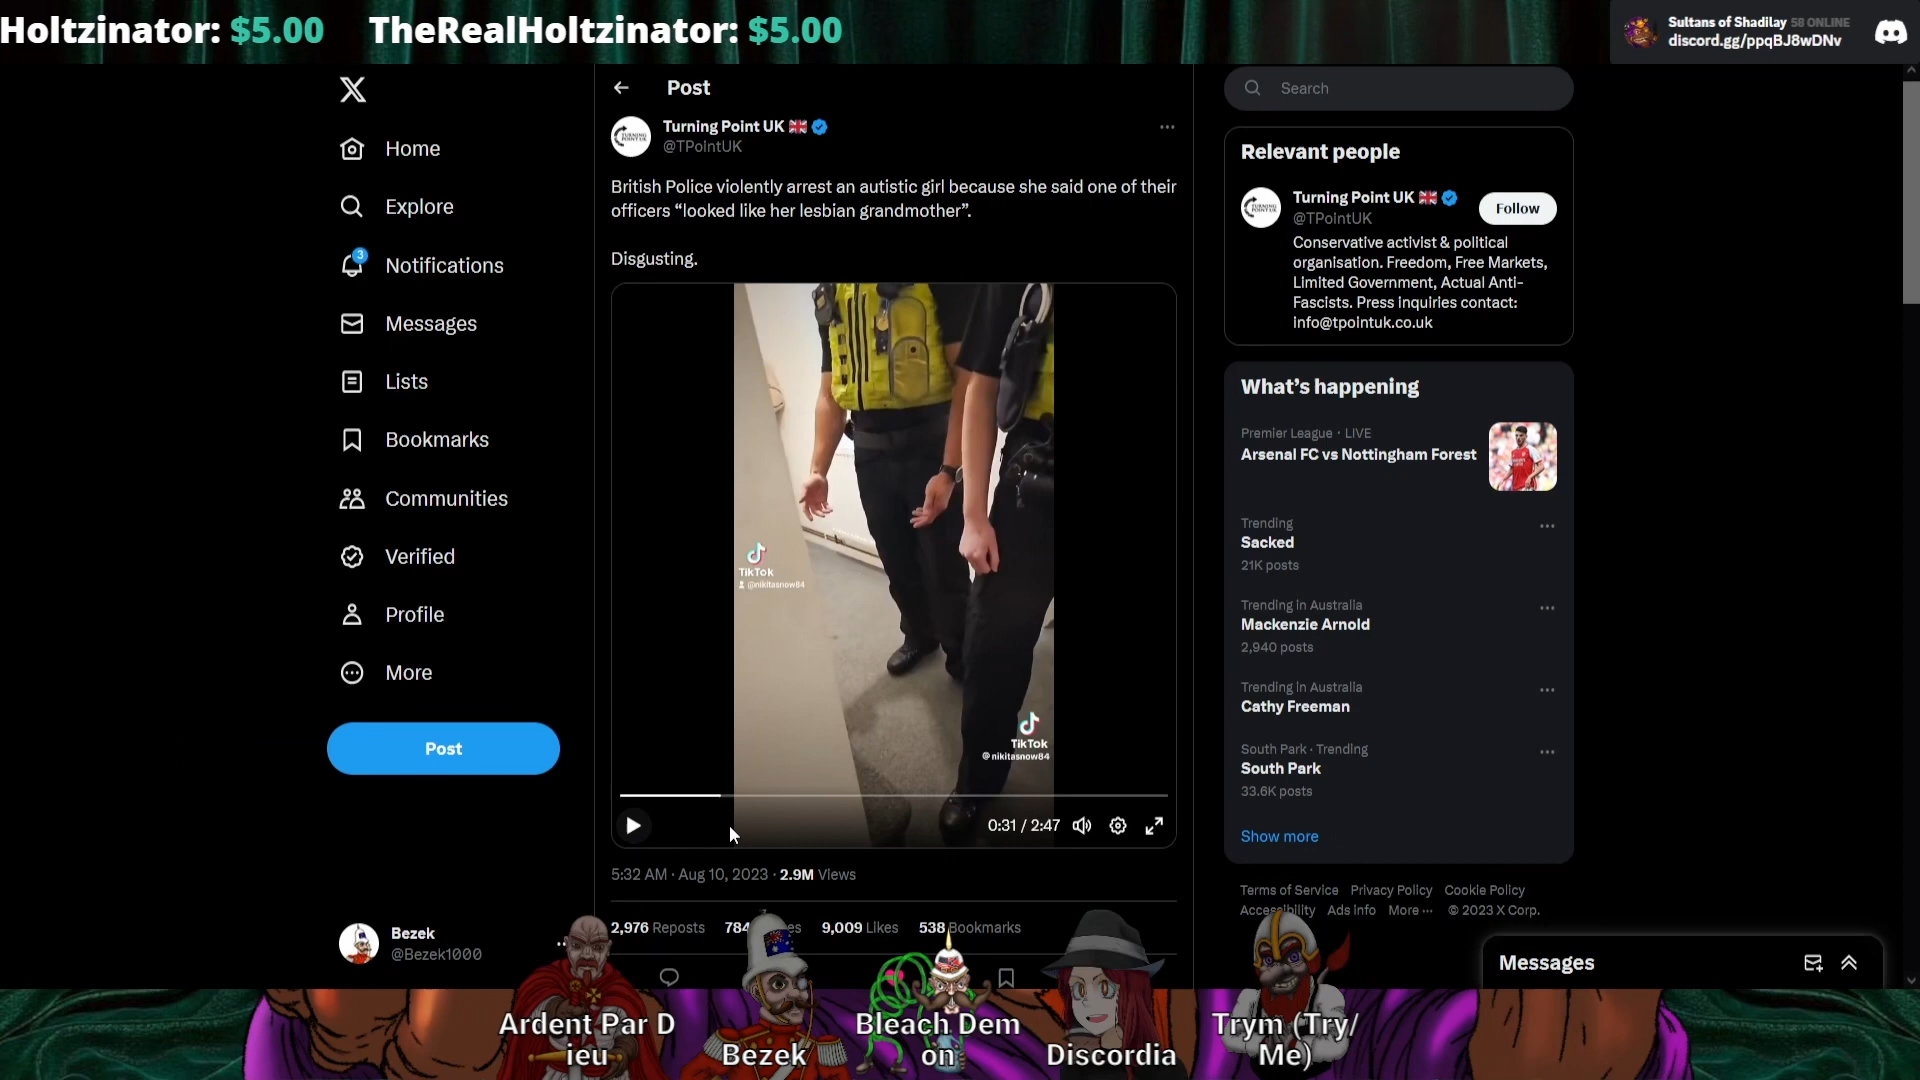 Holtzinator: $5.00 TheRealHoltzinator: $5.00
Sultans of Shadilay 58 ONLINE
discord.gg/ppqBJ8wDNv
Home
Explore
3
Notifications
Messages
Lists
Bookmarks
Communities
Verified
Profile
More
Post
Bezek
@Bezek1000
Post
Turning Point UK
@TPointUK
British Police violently arrest an autistic girl because she said one of their
officers “looked like her lesbian grandmother”.
Disgusting.
TikTok
@nikitasnow84
TikTok
@nikitasnow84
0:31 / 2:47
5:32 AM · Aug 10, 2023 · 2.9M Views
2,976 Reposts 784 9,009 Likes 538 Bookmarks
Search
Relevant people
Turning Point UK
@TPointUK
Follow
Conservative activist & political
organisation. Freedom, Free Markets,
Limited Government, Actual Anti-
Fascists. Press inquiries contact:
info@tpointuk.co.uk
What’s happening
Premier League · LIVE
Arsenal FC vs Nottingham Forest
Trending
Sacked
21K posts
Trending in Australia
Mackenzie Arnold
2,940 posts
Trending in Australia
Cathy Freeman
South Park · Trending
South Park
33.6K posts
Show more
Terms of Service Privacy Policy Cookie Policy
Accessibility Ads info More ··· © 2023 X Corp.
Messages
Ardent Par D
ieu
Bezek
Bleach Dem
on
Discordia
Trym (Try/
Me)